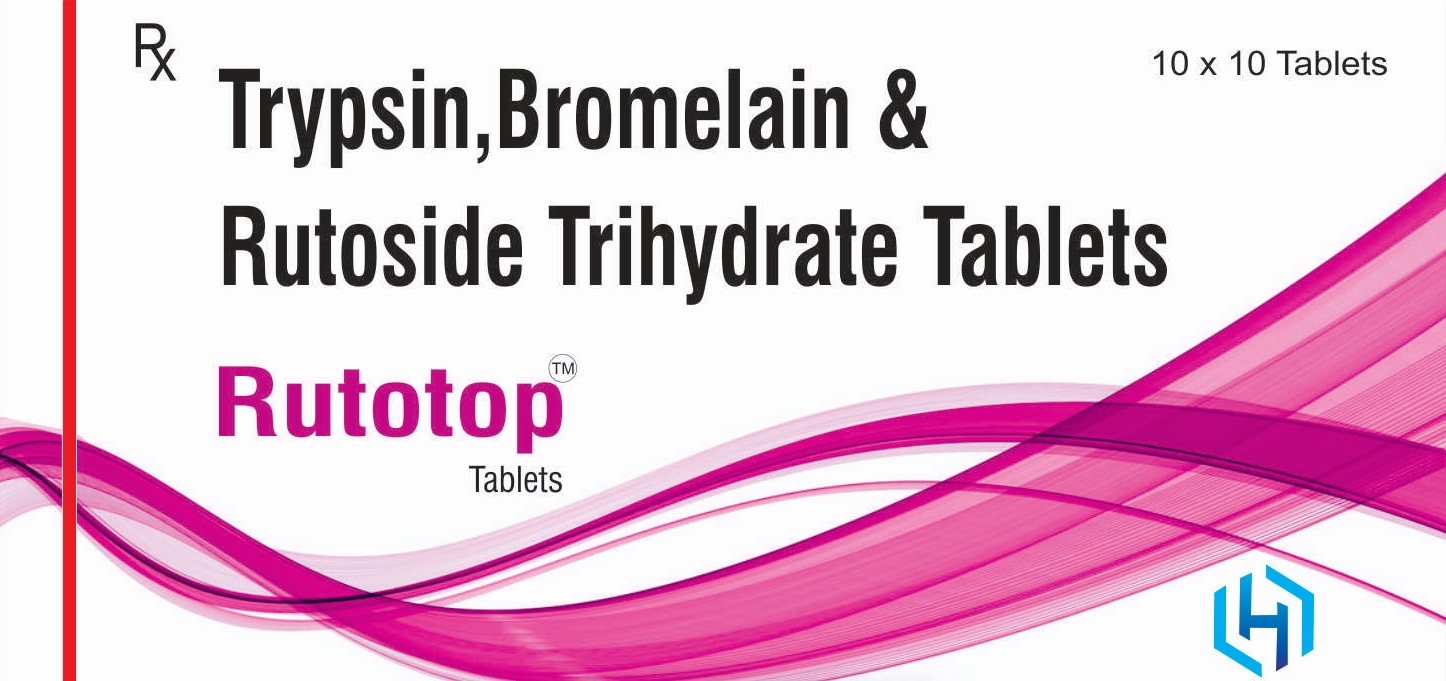 Rx
10 x 10 Tablets
Trypsin,Bromelain &
Rutoside Trihydrate Tablets
Rutotop™
Tablets